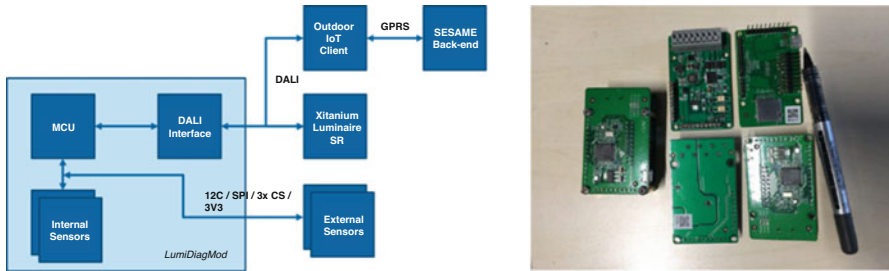 Outdoor
IoT
Client
GPRS
SESAME
Back-end
DALI
MCU
DALI
Interface
Xitanium
Luminaire
SR
12C / SPI / 3x CS /
3V3
Internal
Sensors
External
Sensors
LumiDiagMod